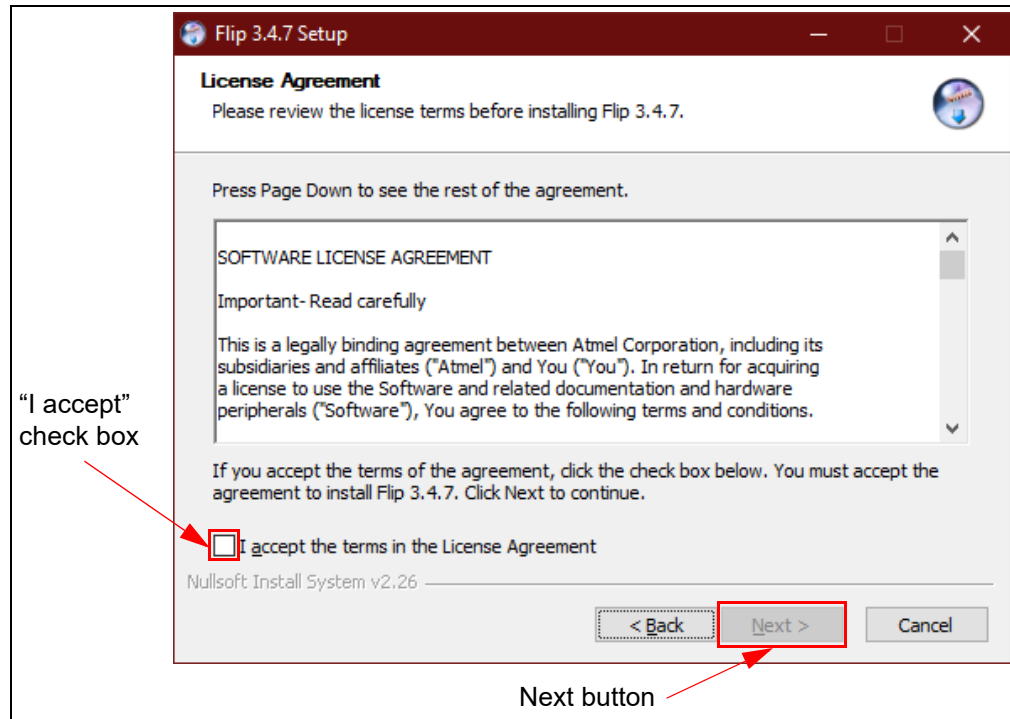 Flip 3.4.7 Setup
License Agreement
Please review the license terms before installing Flip 3.4.7.
Press Page Down to see the rest of the agreement.
SOFTWARE LICENSE AGREEMENT
Important- Read carefully
This is a legally binding agreement between Atmel Corporation, including its
subsidiaries and affiliates ("Atmel") and You ("You"). In return for acquiring
a license to use the Software and related documentation and hardware
peripherals ("Software"), You agree to the following terms and conditions.
“I accept”
check box
If you accept the terms of the agreement, click the check box below. You must accept the
agreement to install Flip 3.4.7. Click Next to continue.
I accept the terms in the License Agreement
Nullsoft Install System v2.26
< Back
Next >
Cancel
Next button